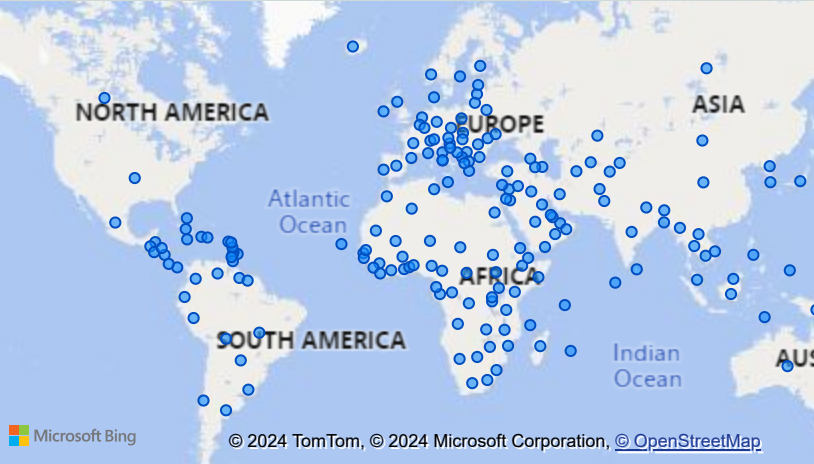 NORTH AMERICA
EUROPE
ASIA
Atlantic
Ocean
AFRICA
SOUTH AMERICA
Indian
Ocean
AUS
Microsoft Bing
© 2024 TomTom, © 2024 Microsoft Corporation, © OpenStreetMap